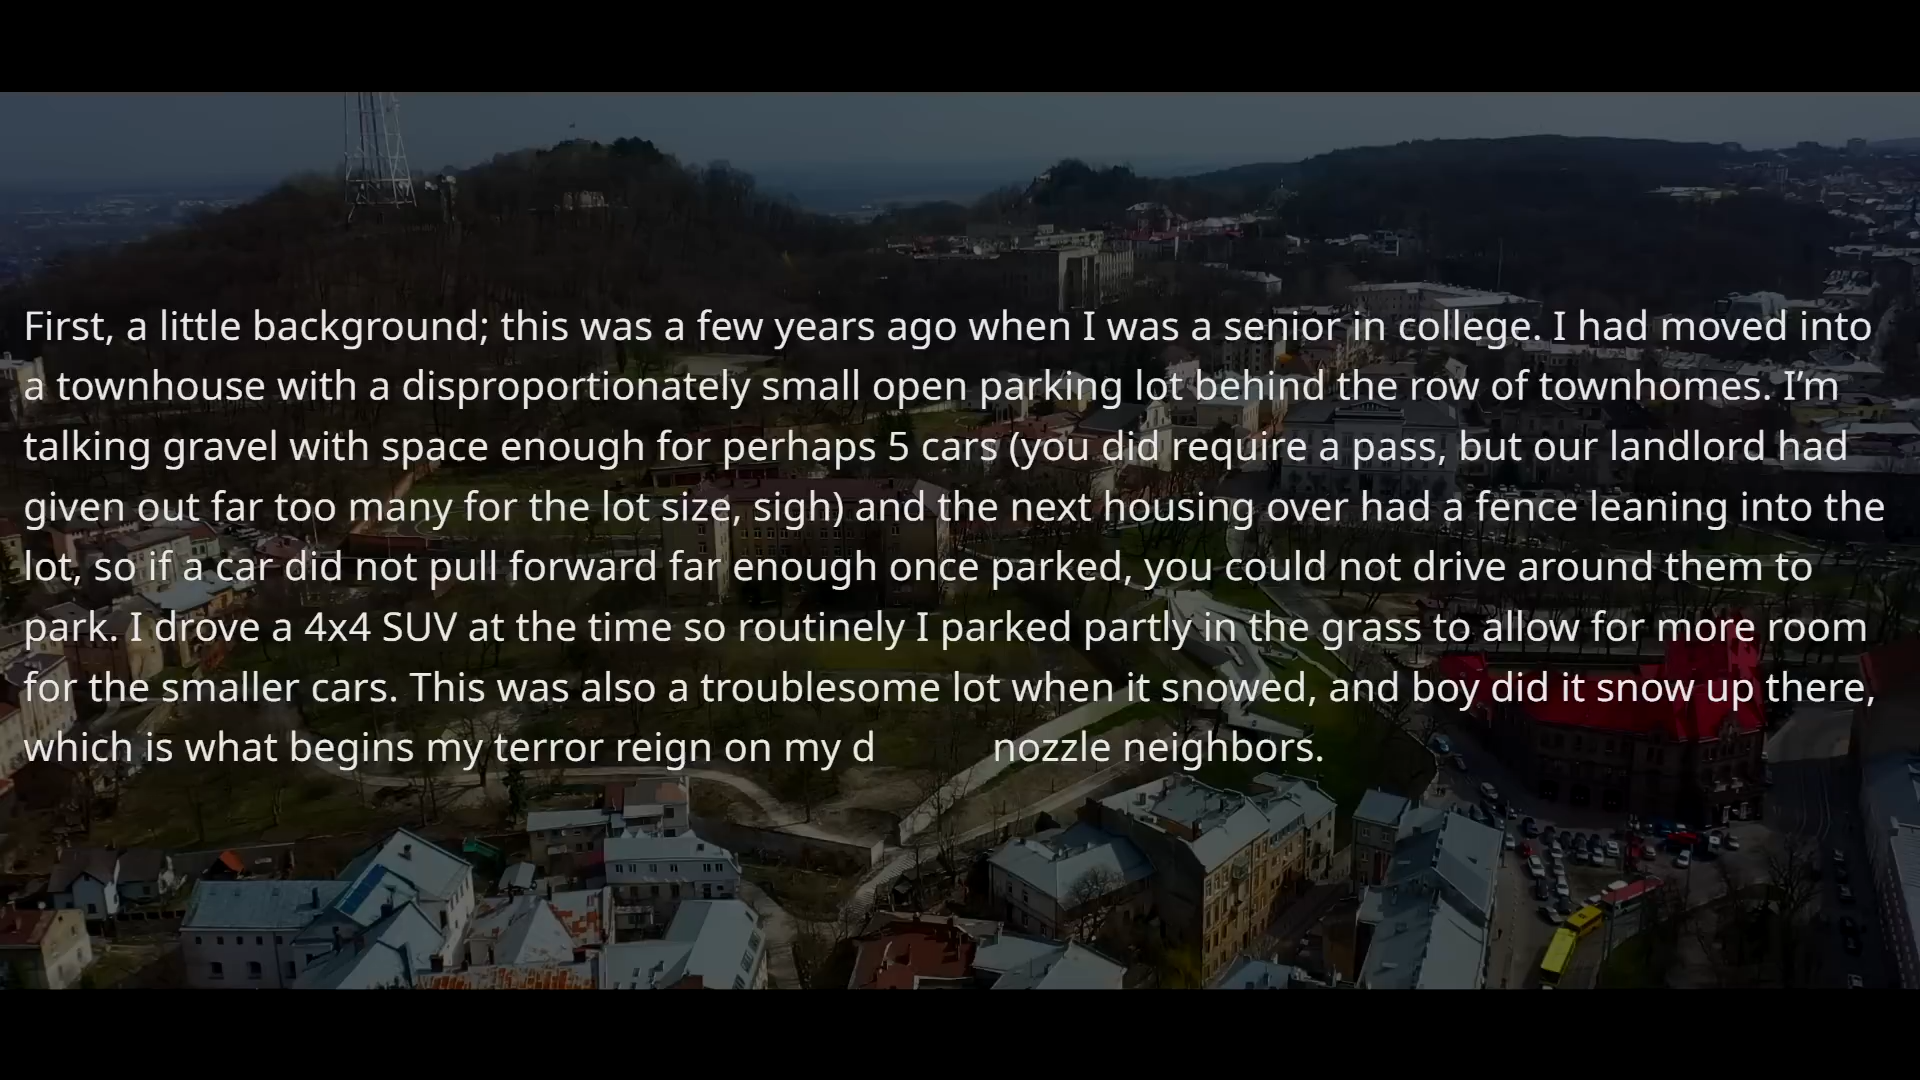 First, a little background; this was a few years ago when I was a senior in college. I had moved into
a townhouse with a disproportionately small open parking lot behind the row of townhomes. I’m
talking gravel with space enough for perhaps 5 cars (you did require a pass, but our landlord had
given out far too many for the lot size, sigh) and the next housing over had a fence leaning into the
lot, so if a car did not pull forward far enough once parked, you could not drive around them to
park. I drove a 4x4 SUV at the time so routinely I parked partly in the grass to allow for more room
for the smaller cars. This was also a troublesome lot when it snowed, and boy did it snow up there,
which is what begins my terror reign on my d nozzle neighbors.